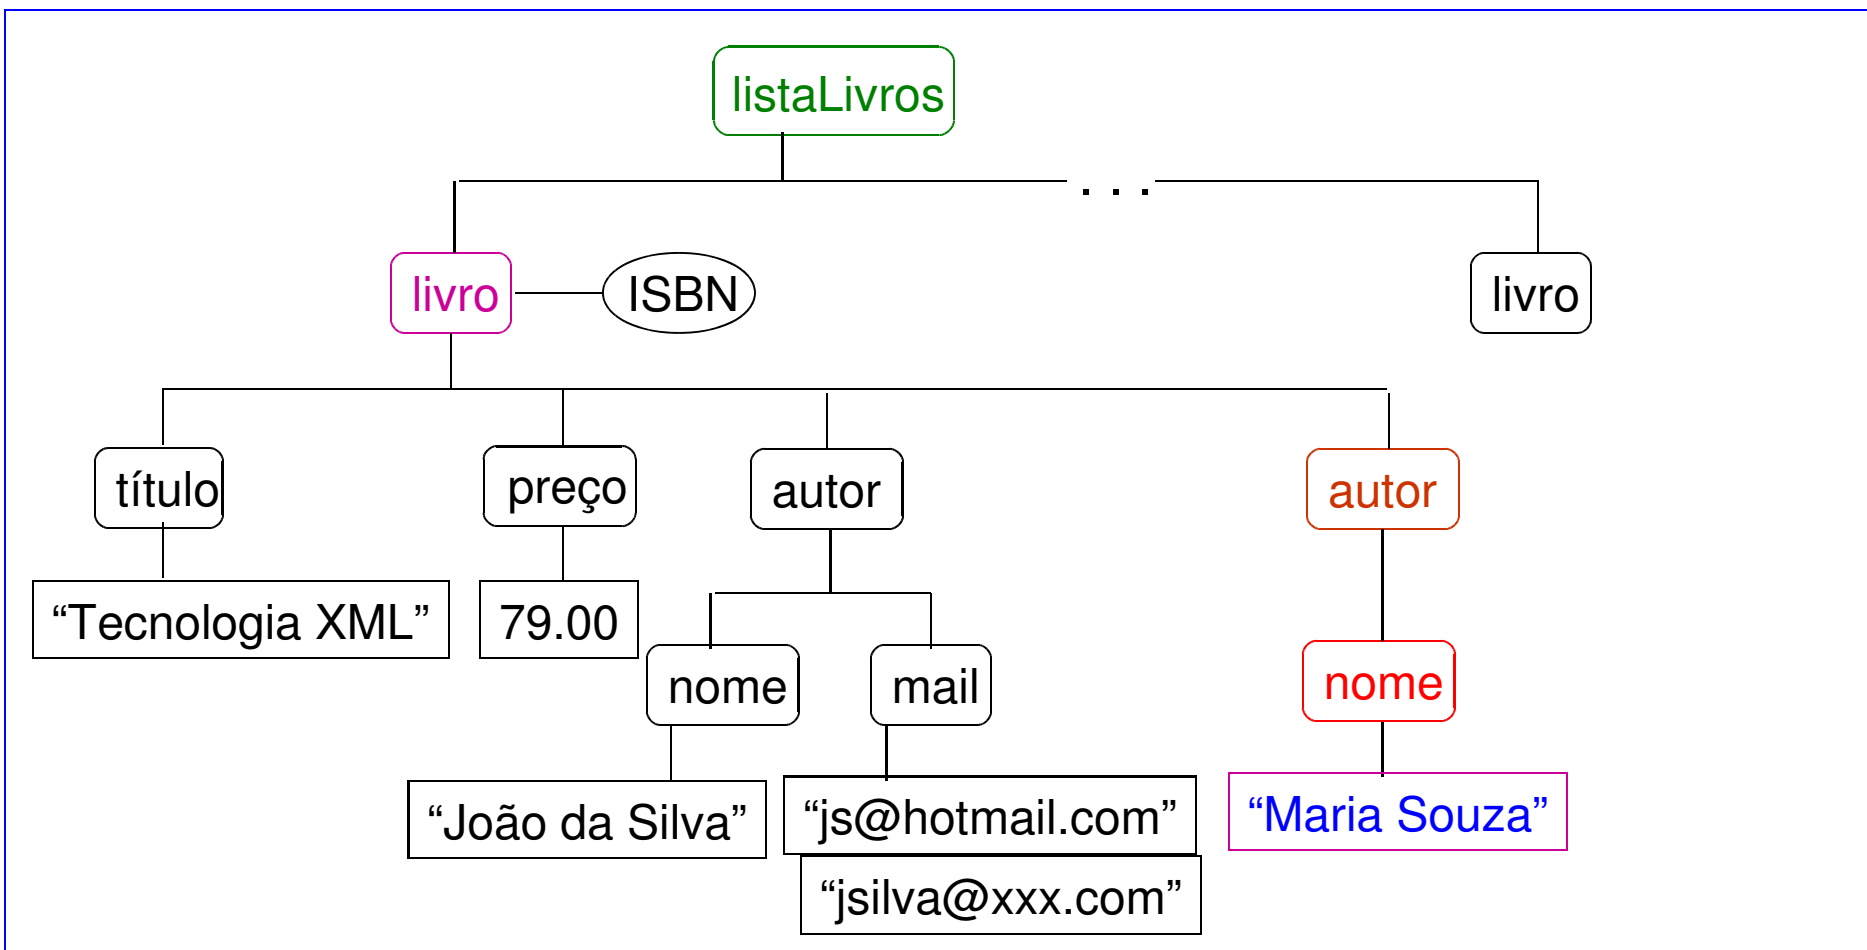 listaLivros
. . .
livro
ISBN
livro
título
preço
autor
autor
“Tecnologia XML”
79.00
nome
mail
nome
“João da Silva”
“js@hotmail.com”
“Maria Souza”
“jsilva@xxx.com”